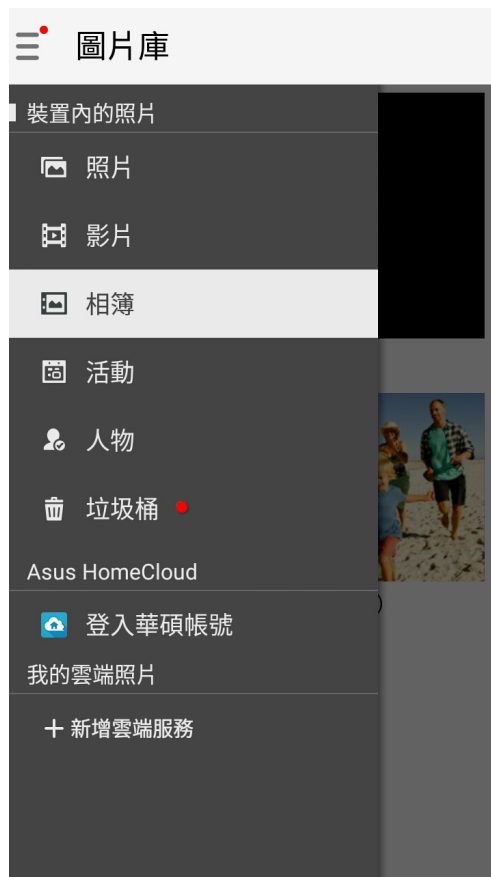 圖片庫
裝置內的照片
照片
影片
相簿
活動
人物
垃圾桶
Asus HomeCloud
登入華碩帳號
)
我的雲端照片
新增雲端服務